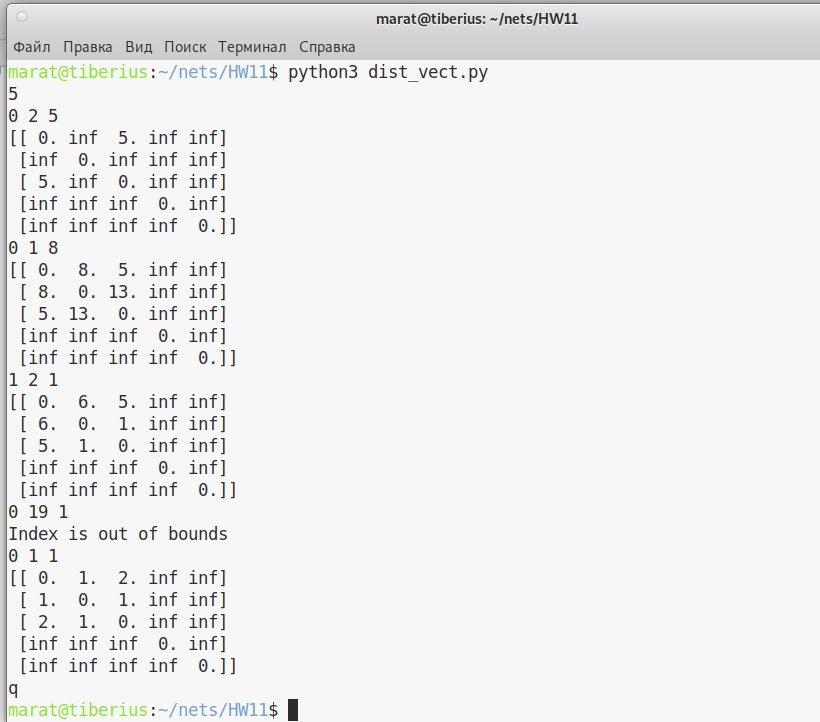 marat@tiberius: ~/nets/HW11
Файл Правка Вид Поиск Терминал Справка
marat@tiberius:~/nets/HW11$ python3 dist_vect.py
5
0 2 5
[[ 0. inf  5. inf inf]
 [inf  0. inf inf inf]
 [ 5. inf  0. inf inf]
 [inf inf inf  0. inf]
 [inf inf inf inf  0.]]
0 1 8
[[ 0.  8.  5. inf inf]
 [ 8.  0. 13. inf inf]
 [ 5. 13.  0. inf inf]
 [inf inf inf  0. inf]
 [inf inf inf inf  0.]]
1 2 1
[[ 0.  6.  5. inf inf]
 [ 6.  0.  1. inf inf]
 [ 5.  1.  0. inf inf]
 [inf inf inf  0. inf]
 [inf inf inf inf  0.]]
0 19 1
Index is out of bounds
0 1 1
[[ 0.  1.  2. inf inf]
 [ 1.  0.  1. inf inf]
 [ 2.  1.  0. inf inf]
 [inf inf inf  0. inf]
 [inf inf inf inf  0.]]
q
marat@tiberius:~/nets/HW11$